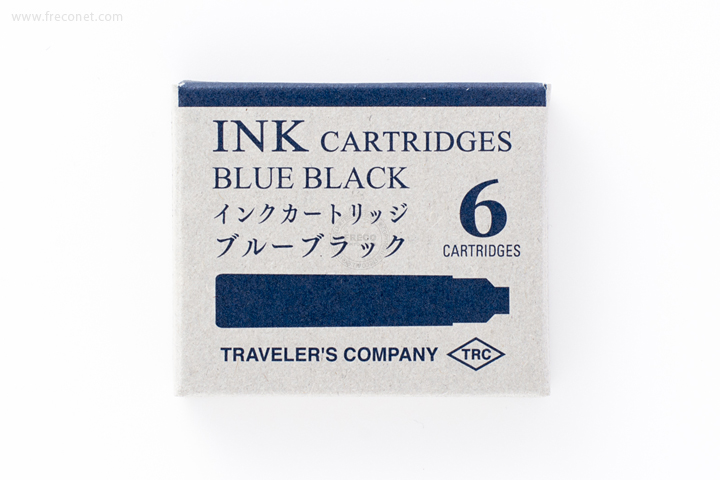 www.freconet.com
INK CARTRIDGES
BLUE BLACK
インクカートリッジ
ブルーブラック
6
CARTRIDGES
TRAVELER'S COMPANY TRC